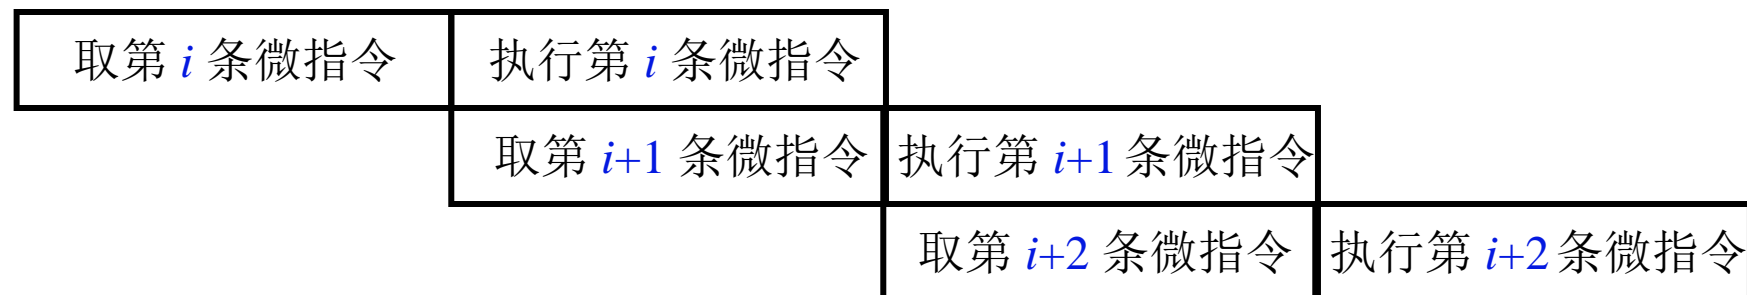 取第 i 条微指令 执行第 i 条微指令
取第 i+1 条微指令 执行第 i+1 条微指令
取第 i+2 条微指令 执行第 i+2 条微指令